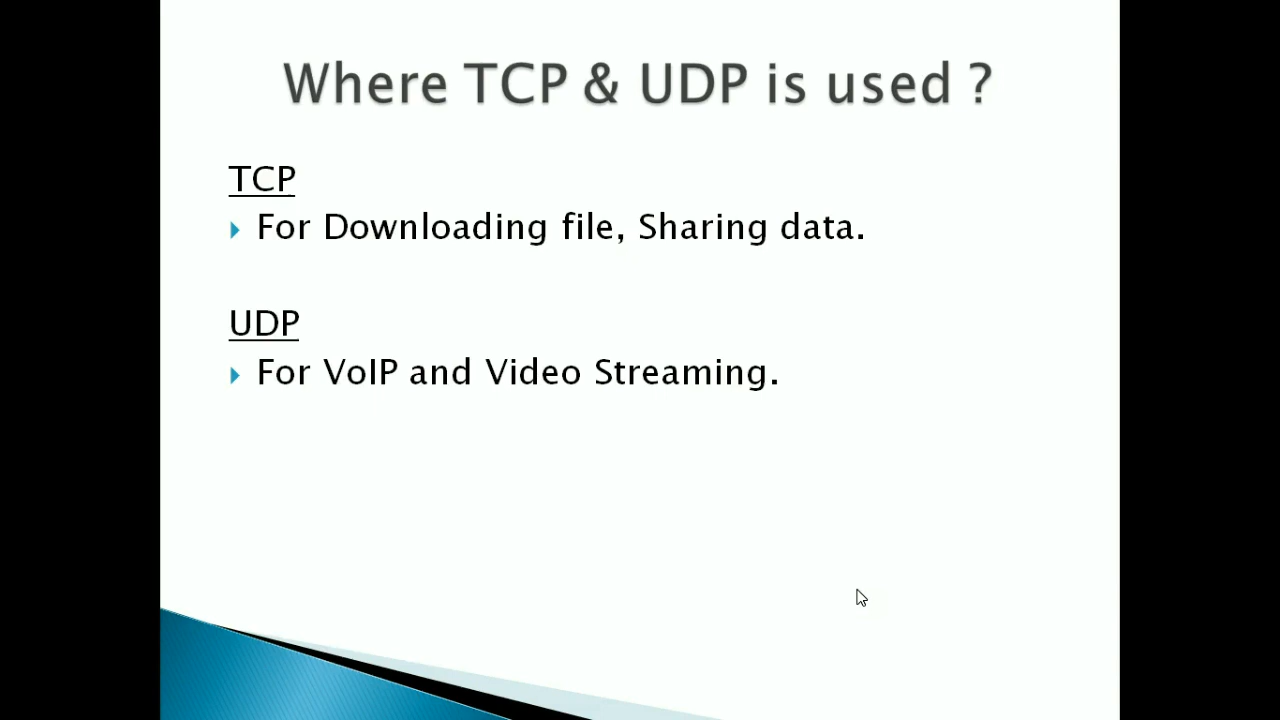 Where TCP & UDP is used ?
TCP
For Downloading file, Sharing data.
UDP
For VoIP and Video Streaming.